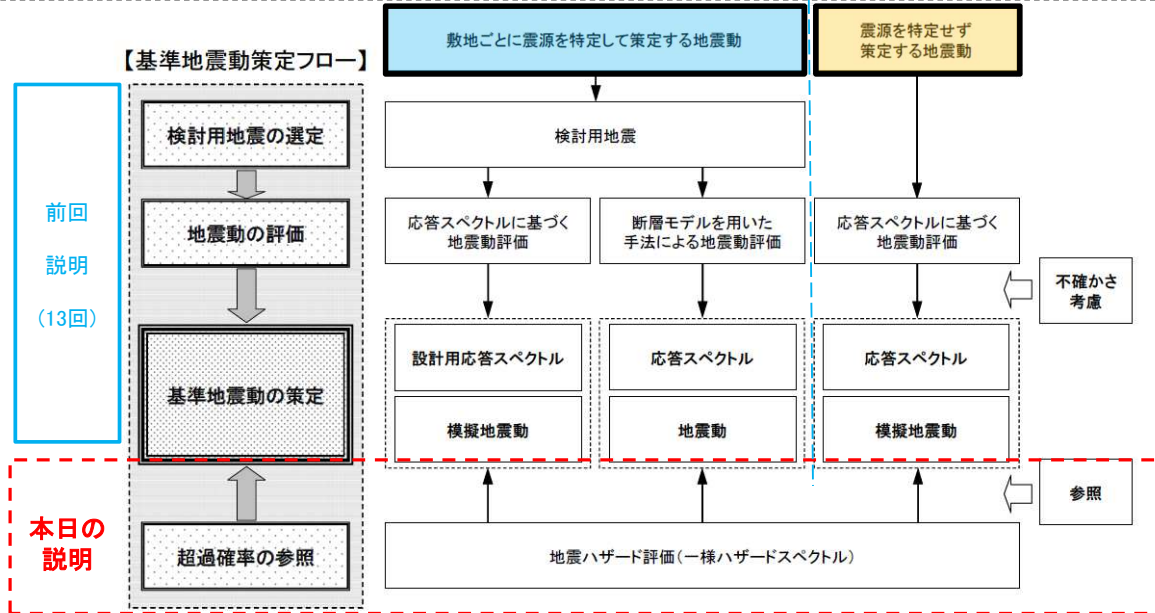 敷地ごとに震源を特定して策定する地震動
震源を特定せず
策定する地震動
【基準地震動策定フロー】
前回
説明
(13回)
検討用地震の選定
地震動の評価
基準地震動の策定
検討用地震
応答スペクトルに基づく
地震動評価
断層モデルを用いた
手法による地震動評価
応答スペクトルに基づく
地震動評価
不確かさ
考慮
設計用応答スペクトル
模擬地震動
応答スペクトル
地震動
応答スペクトル
模擬地震動
本日の
説明
超過確率の参照
参照
地震ハザード評価(一様ハザードスペクトル)